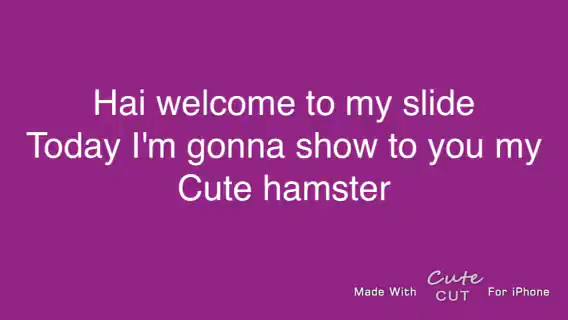 Hai welcome to my slide
Today I'm gonna show to you my
Cute hamster
Made With Cute CUT For iPhone